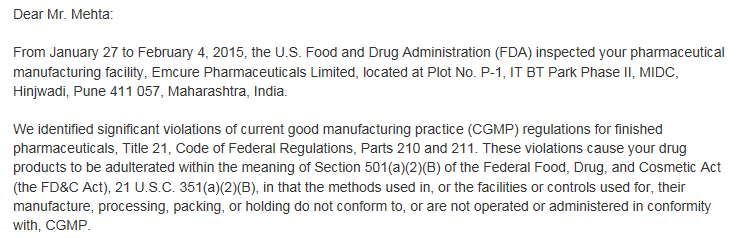 Dear Mr. Mehta:
From January 27 to February 4, 2015, the U.S. Food and Drug Administration (FDA) inspected your pharmaceutical
manufacturing facility, Emcure Pharmaceuticals Limited, located at Plot No. P-1, IT BT Park Phase II, MIDC,
Hinjwadi, Pune 411 057, Maharashtra, India.
We identified significant violations of current good manufacturing practice (CGMP) regulations for finished
pharmaceuticals, Title 21, Code of Federal Regulations, Parts 210 and 211. These violations cause your drug
products to be adulterated within the meaning of Section 501(a)(2)(B) of the Federal Food, Drug, and Cosmetic Act
(the FD&C Act), 21 U.S.C. 351(a)(2)(B), in that the methods used in, or the facilities or controls used for, their
manufacture, processing, packing, or holding do not conform to, or are not operated or administered in conformity
with, CGMP.